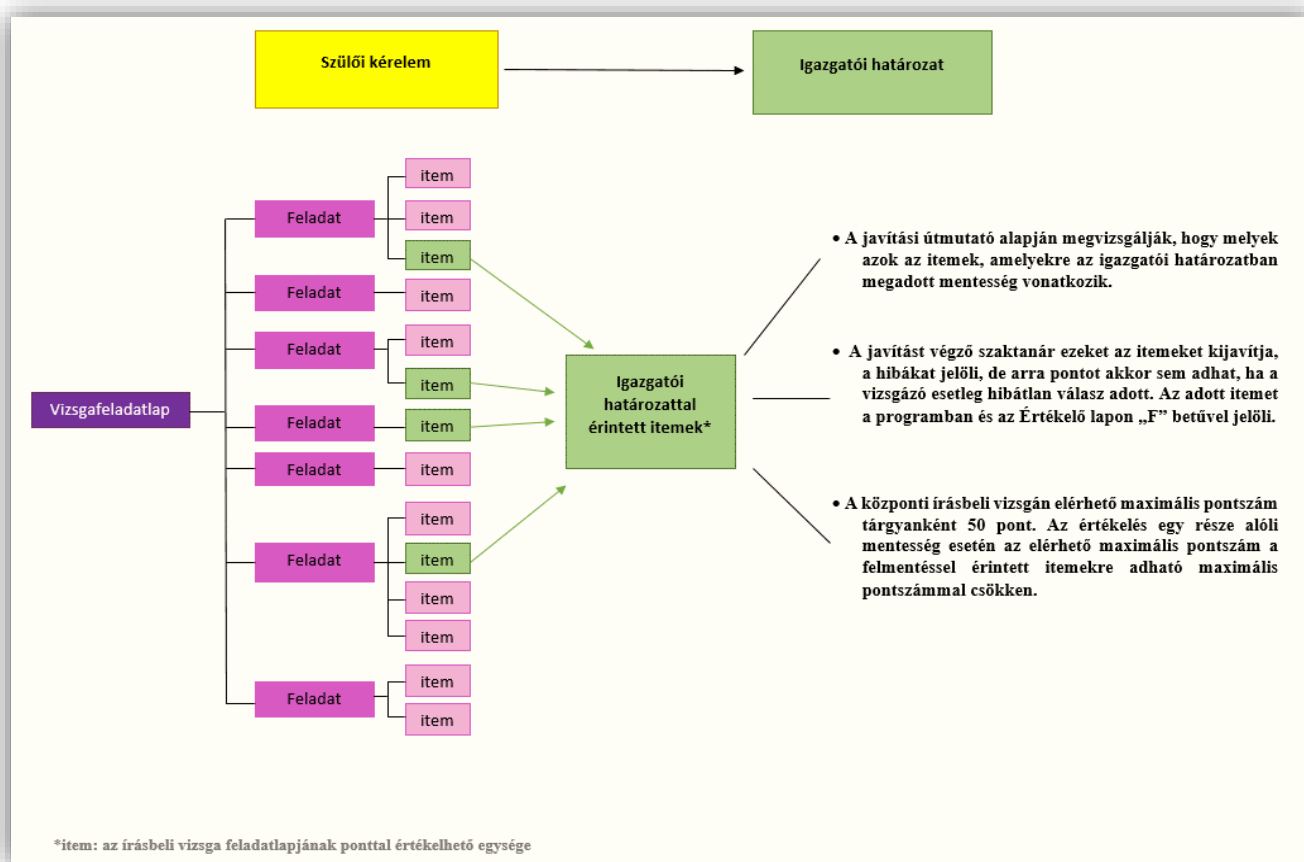 Szülői kérelem
Igazgatói határozat
Vizsgafeladatlap
Feladat
item
item
item
Feladat
item
Feladat
item
item
Feladat
item
Feladat
item
Feladat
item
item
item
item
Feladat
item
item
Igazgatói
határozattal
érintett itemek*
• A javítási útmutató alapján megvizsgálják, hogy melyek
azok az itemek, amelyekre az igazgatói határozatban
megadott mentesség vonatkozik.
• A javítást végző szaktanár ezeket az itemeket kijavítja,
a hibákat jelöli, de arra pontot akkor sem adhat, ha a
vizsgázó esetleg hibátlan választ adott. Az adott itemet
a programban és az Értékelő lapon „F” betűvel jelöli.
• A központi írásbeli vizsgán elérhető maximális pontszám
tárgyanként 50 pont. Az értékelés egy része alóli
mentesség esetén az elérhető maximális pontszám a
felmentéssel érintett itemekre adható maximális
pontszámmal csökken.
*item: az írásbeli vizsga feladatlapjának ponttal értékelhető egysége